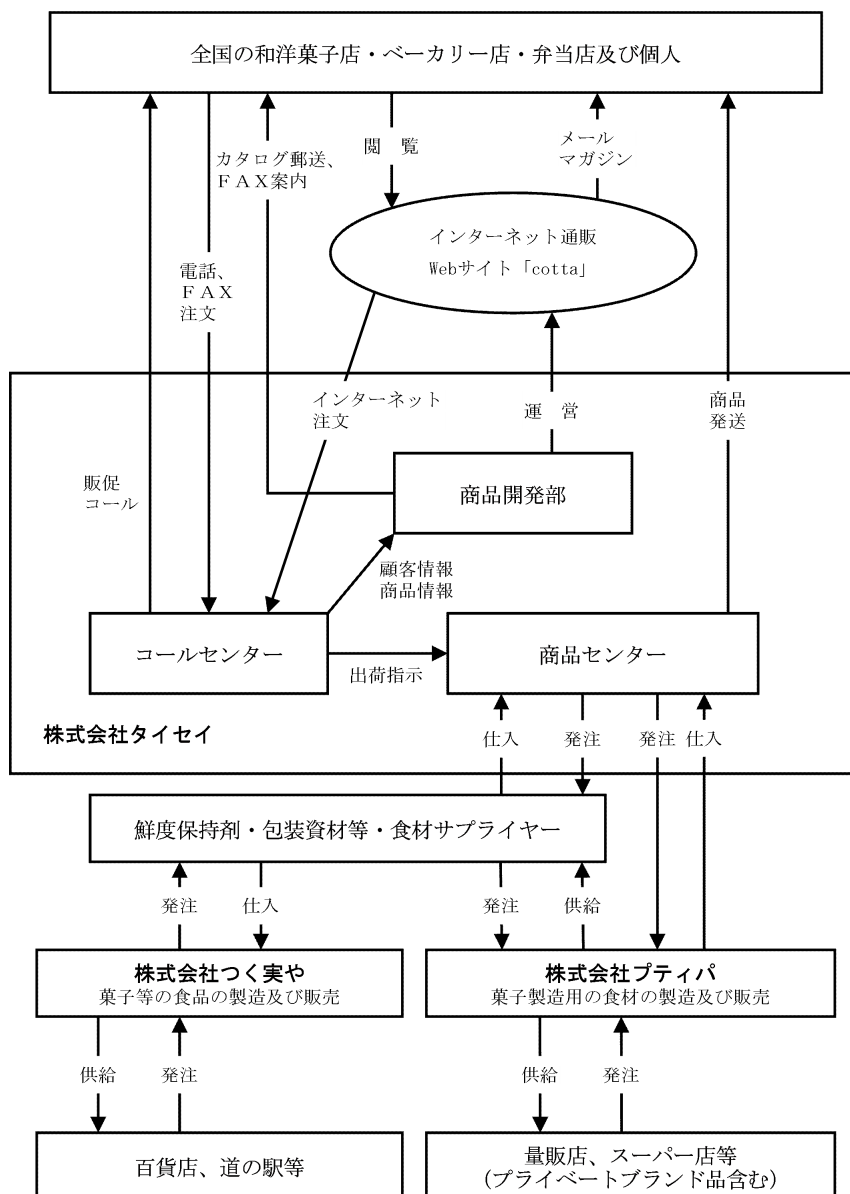 全国の和洋菓子店・ベーカリー店・弁当店及び個人
カタログ郵送、
ＦＡＸ案内
閲　覧
メール
マガジン
インターネット通販
Webサイト「cotta」
電話、
ＦＡＸ
注文
インターネット
注文
運　営
商品
発送
販促
コール
商品開発部
顧客情報
商品情報
コールセンター
出荷指示
商品センター
株式会社タイセイ
仕入
発注
発注
仕入
鮮度保持剤・包装資材等・食材サプライヤー
発注
仕入
発注
供給
株式会社つく実や
菓子等の食品の製造及び販売
株式会社プティパ
菓子製造用の食材の製造及び販売
供給
発注
供給
発注
百貨店、道の駅等
量販店、スーパー店等
(プライベートブランド品含む)